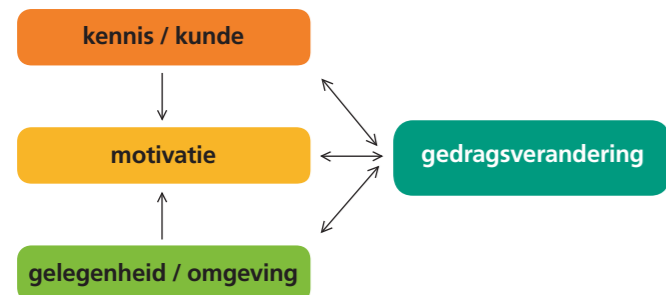 kennis / kunde
motivatie
gedragsverandering
gelegenheid / omgeving